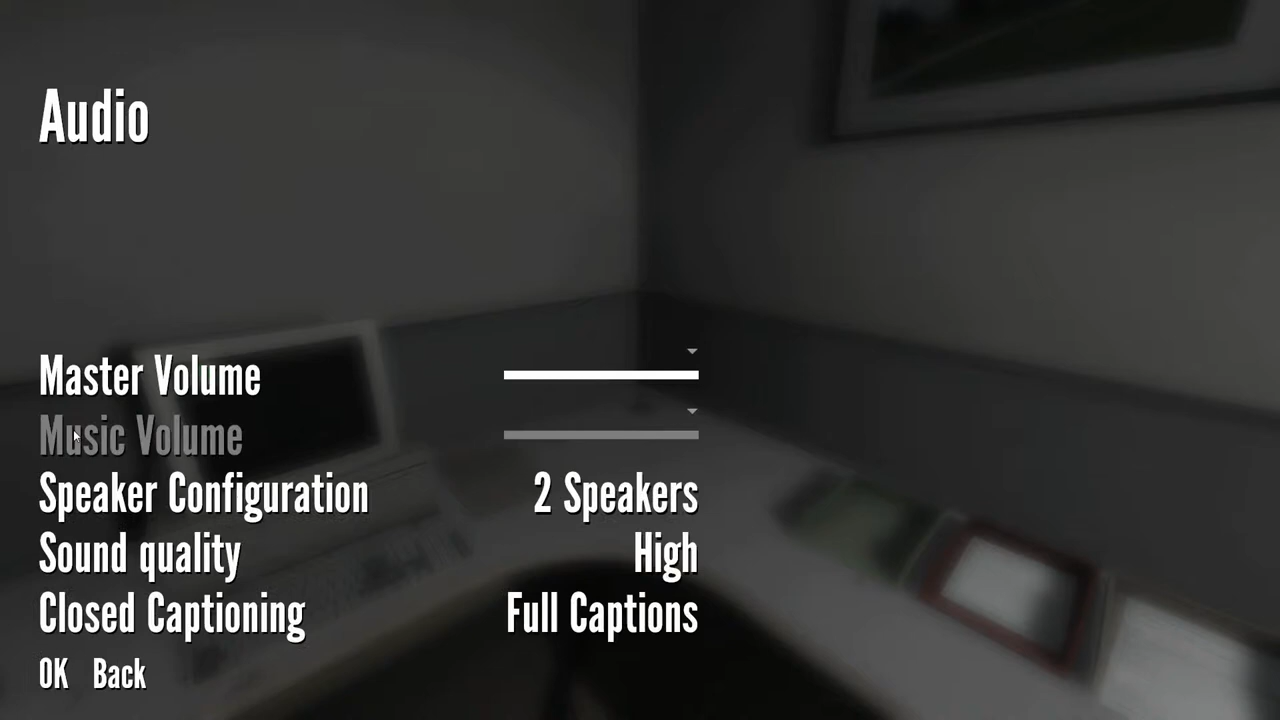 Audio
Master Volume
Music Volume
Speaker Configuration 2 Speakers
Sound quality High
Closed Captioning Full Captions
OK Back